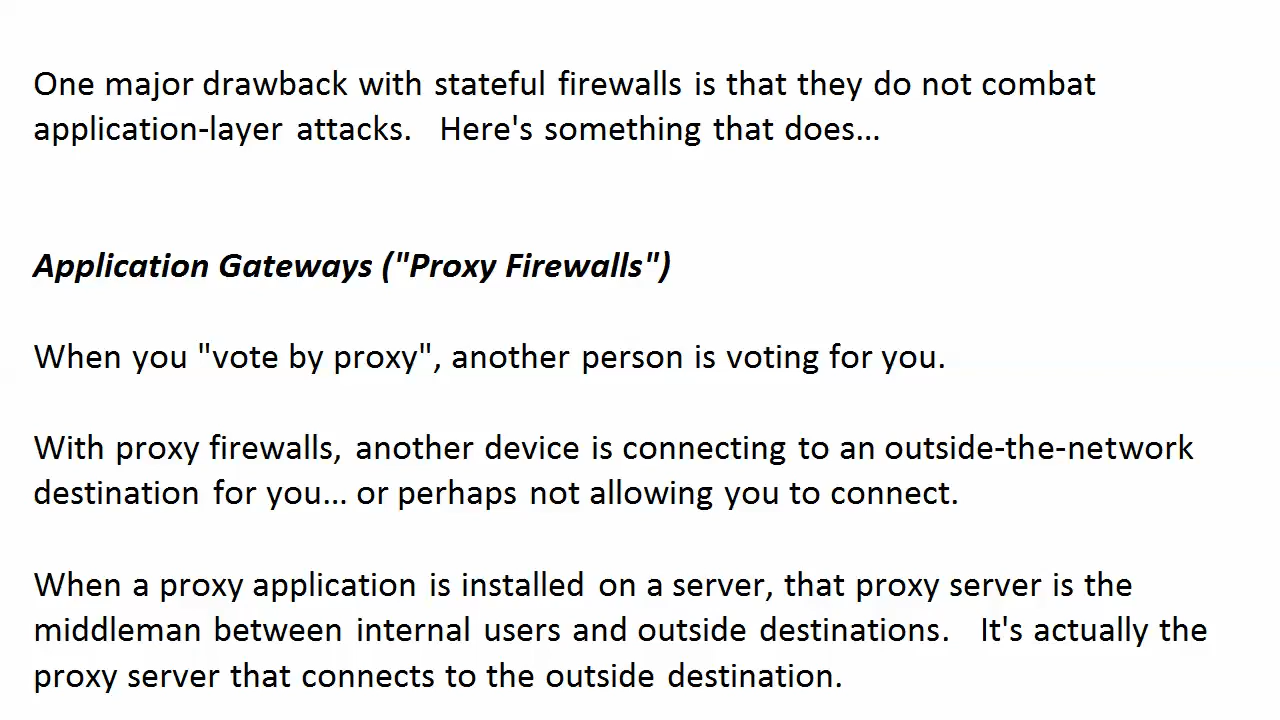 One major drawback with stateful firewalls is that they do not combat
application-layer attacks.   Here's something that does...
Application Gateways ("Proxy Firewalls")
When you "vote by proxy", another person is voting for you.
With proxy firewalls, another device is connecting to an outside-the-network
destination for you... or perhaps not allowing you to connect.
When a proxy application is installed on a server, that proxy server is the
middleman between internal users and outside destinations.   It's actually the
proxy server that connects to the outside destination.